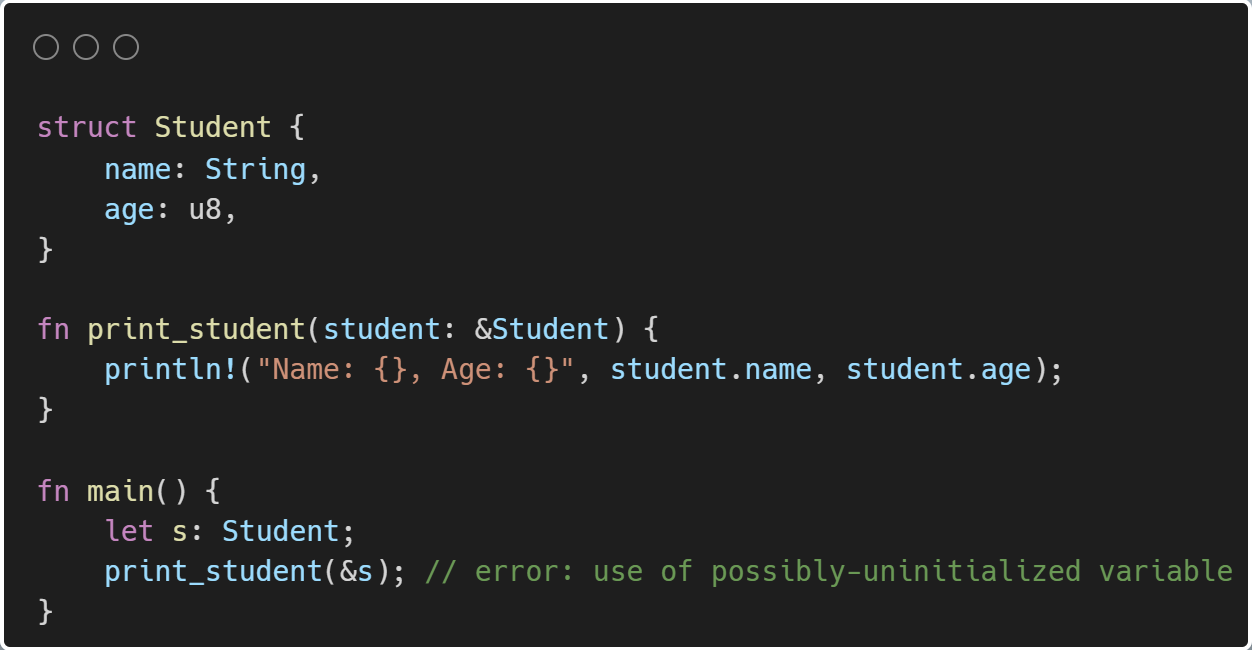 struct Student {
    name: String,
    age: u8,
}

fn print_student(student: &Student) {
    println!("Name: {}, Age: {}", student.name, student.age);
}

fn main() {
    let s: Student;
    print_student(&s); // error: use of possibly-uninitialized variable
}